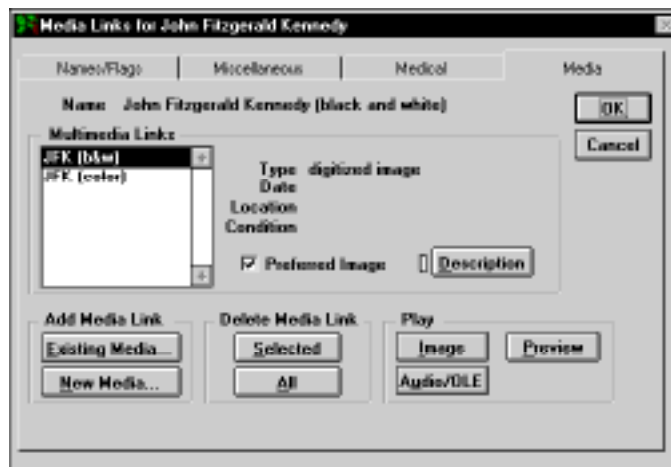 Media Links for John Fitzgerald Kennedy
Names/Flags Miscellaneous Medical Media
Name John Fitzgerald Kennedy (black and white)
OK
Cancel
Multimedia Links
JFK (b&w)
JFK (color)
Type digitized image
Date
Location
Condition
Preferred Image
Description
Add Media Link
Existing Media...
New Media...
Delete Media Link
Selected
All
Play
Image
Preview
Audio/OLE